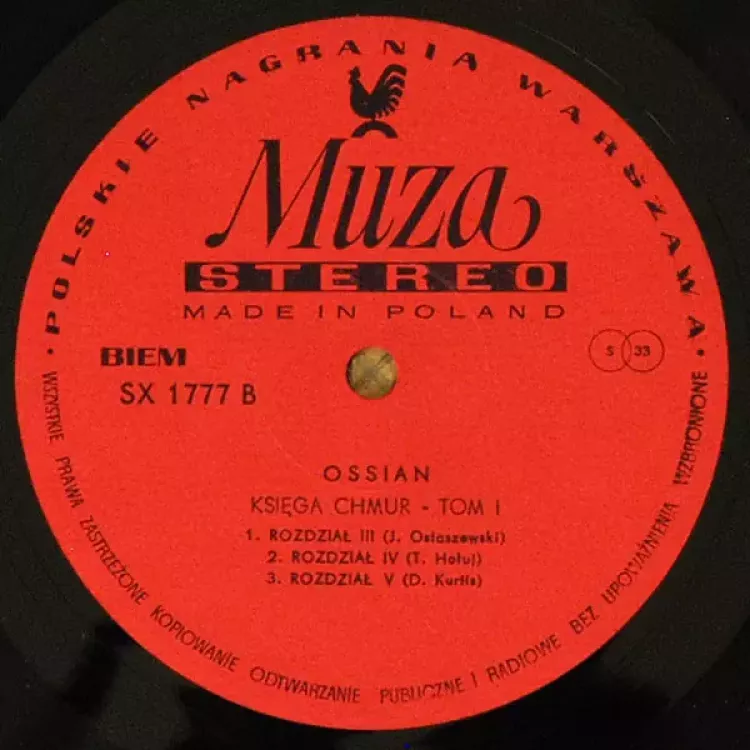 • POLSKIE NAGRANIA WARSZAWA •
Muza
STEREO
MADE IN POLAND
BIEM
S 33
SX 1777 B
OSSIAN
KSIĘGA CHMUR - TOM I
1. ROZDZIAŁ III (J. Ostaszewski)
2. ROZDZIAŁ IV (T. Hołuj)
3. ROZDZIAŁ V (D. Kurtis)
WSZYSTKIE PRAWA ZASTRZEŻONE KOPIOWANIE ODTWARZANIE PUBLICZNE I RADIOWE BEZ UPOWAŻNIENIA WZBRONIONE